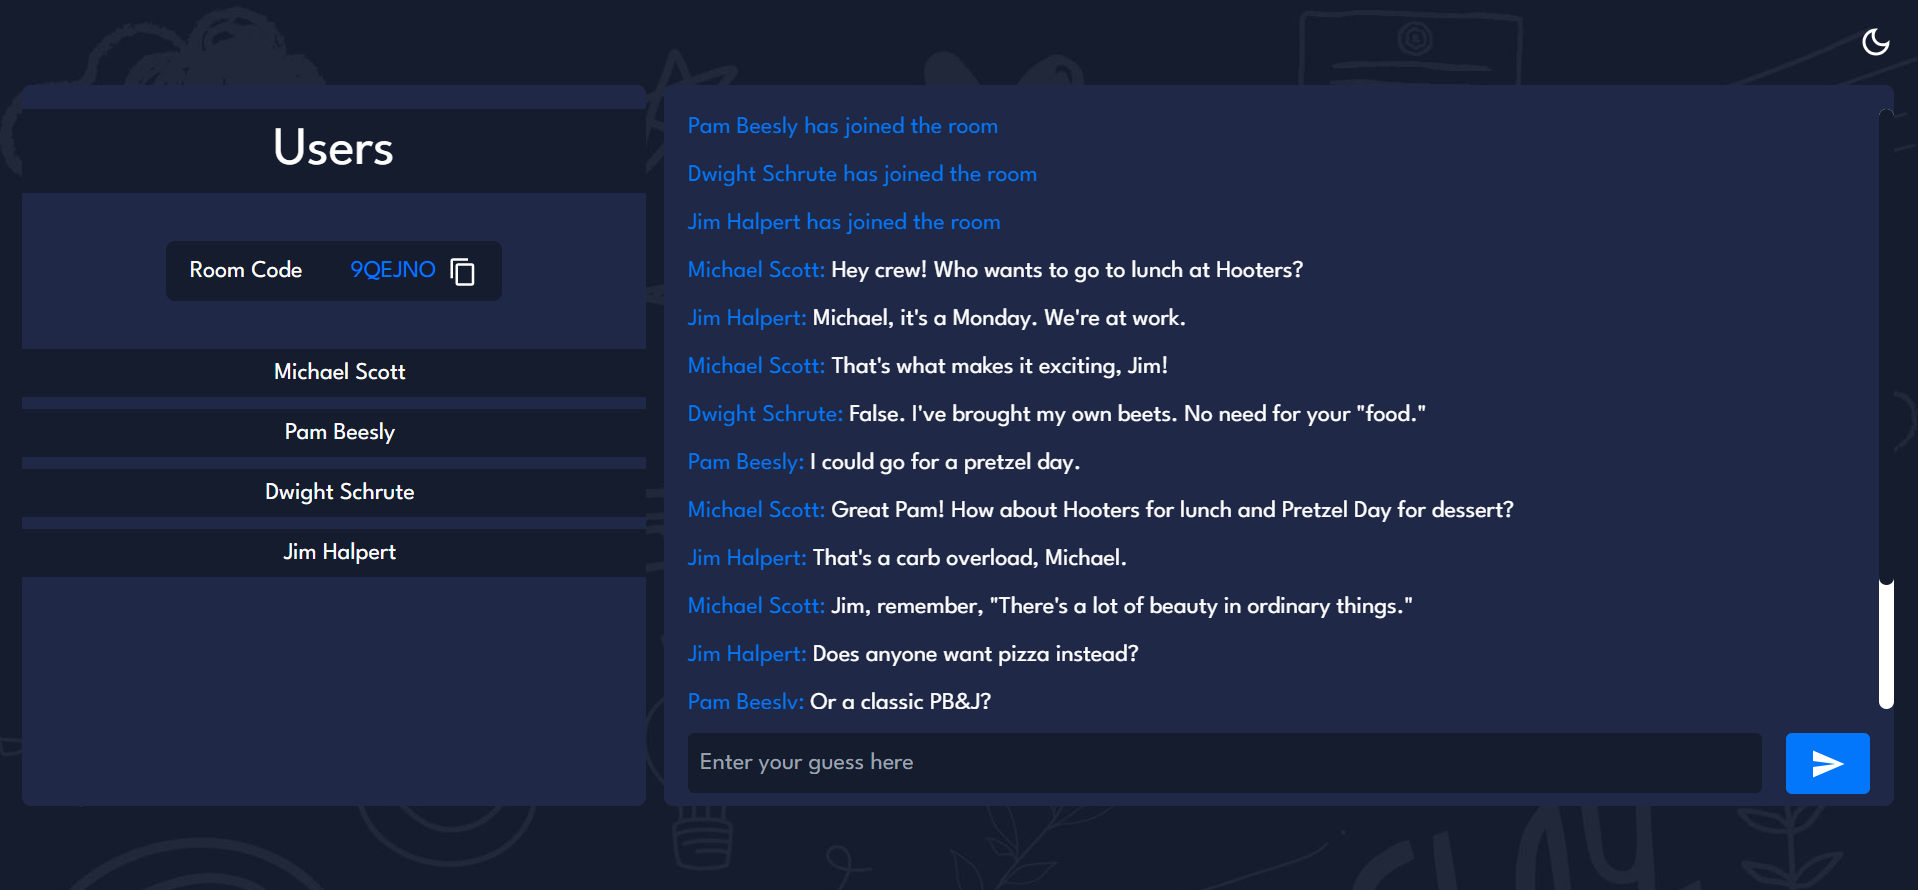 Users
Room Code 9QEJNO
Michael Scott
Pam Beesly
Dwight Schrute
Jim Halpert
Pam Beesly has joined the room
Dwight Schrute has joined the room
Jim Halpert has joined the room
Michael Scott: Hey crew! Who wants to go to lunch at Hooters?
Jim Halpert: Michael, it's a Monday. We're at work.
Michael Scott: That's what makes it exciting, Jim!
Dwight Schrute: False. I've brought my own beets. No need for your "food."
Pam Beesly: I could go for a pretzel day.
Michael Scott: Great Pam! How about Hooters for lunch and Pretzel Day for dessert?
Jim Halpert: That's a carb overload, Michael.
Michael Scott: Jim, remember, "There's a lot of beauty in ordinary things."
Jim Halpert: Does anyone want pizza instead?
Pam Beesly: Or a classic PB&J?
Enter your guess here